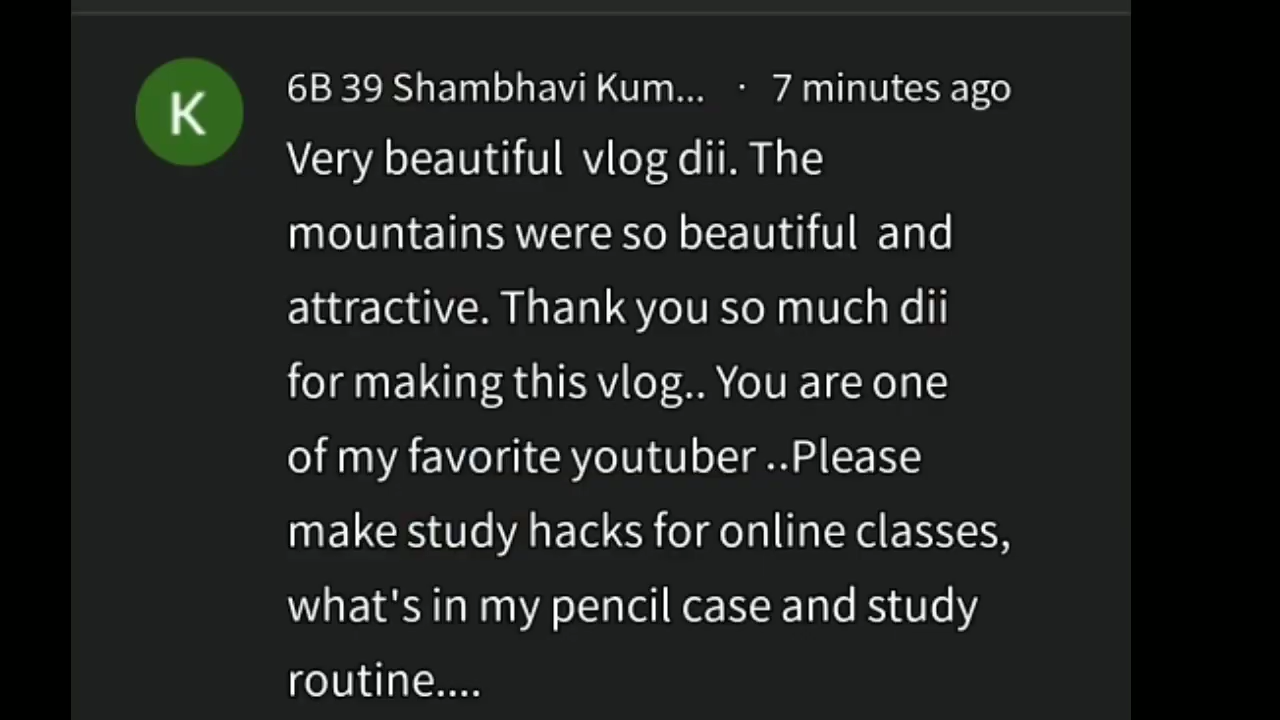 K
6B 39 Shambhavi Kum... · 7 minutes ago
Very beautiful  vlog dii. The
mountains were so beautiful  and
attractive. Thank you so much dii
for making this vlog.. You are one
of my favorite youtuber ..Please
make study hacks for online classes,
what's in my pencil case and study
routine....